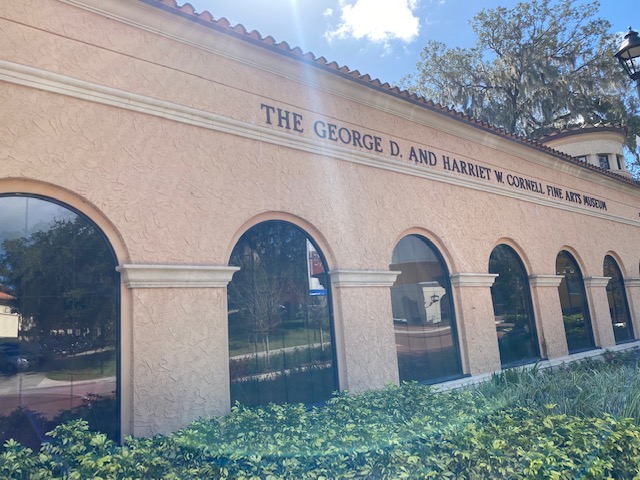 THE GEORGE D. AND HARRIET W. CORNELL FINE ARTS MUSEUM